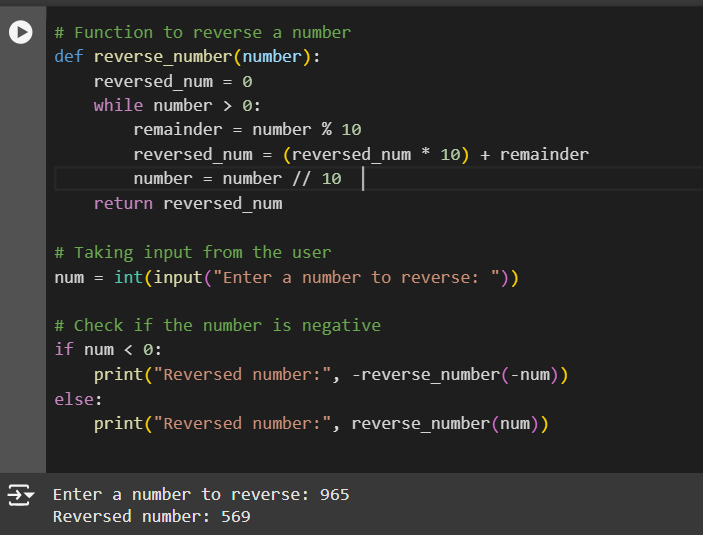 # Function to reverse a number
def reverse_number(number):
    reversed_num = 0
    while number > 0:
        remainder = number % 10
        reversed_num = (reversed_num * 10) + remainder
        number = number // 10
    return reversed_num

# Taking input from the user
num = int(input("Enter a number to reverse: "))

# Check if the number is negative
if num < 0:
    print("Reversed number:", -reverse_number(-num))
else:
    print("Reversed number:", reverse_number(num))

Enter a number to reverse: 965
Reversed number: 569